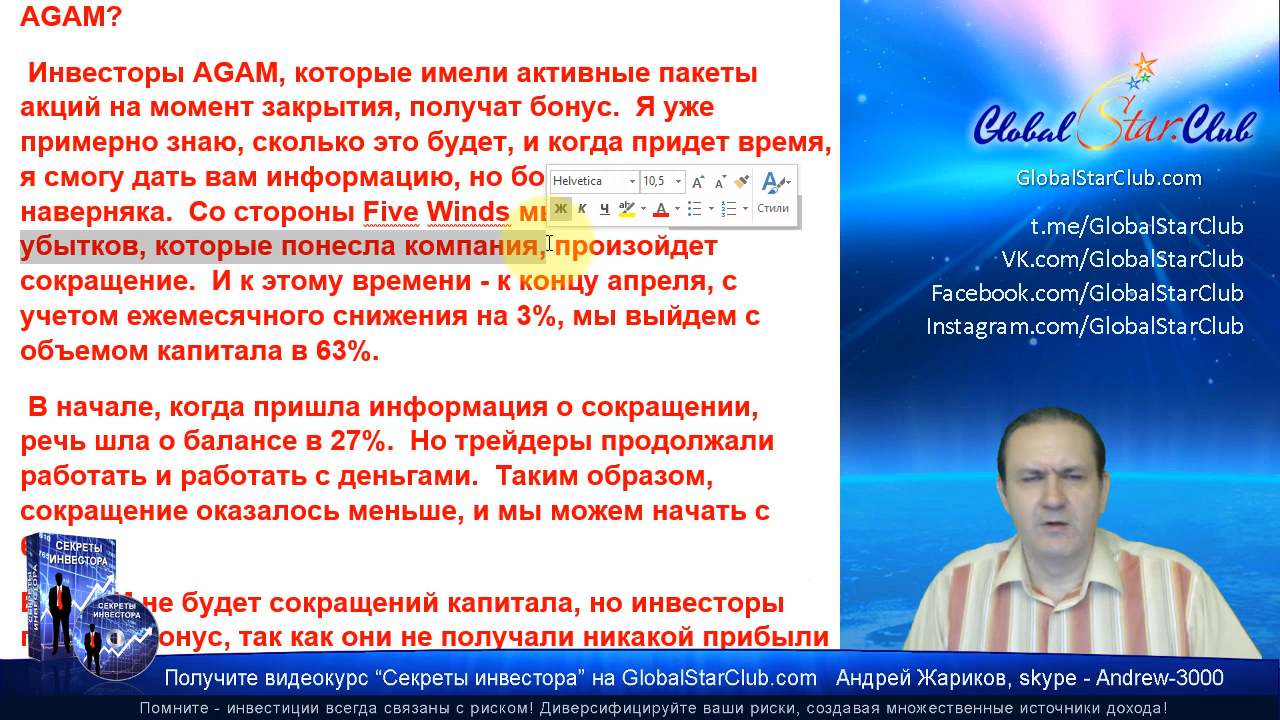 AGAM?
Инвесторы AGAM, которые имели активные пакеты
акций на момент закрытия, получат бонус. Я уже
примерно знаю, сколько это будет, и когда придет время,
я смогу дать вам информацию, но
наверняка. Со стороны Five Winds
убытков, которые понесла компания, произойдет
сокращение. И к этому времени - к концу апреля, с
учетом ежемесячного снижения на 3%, мы выйдем с
объемом капитала в 63%.
В начале, когда пришла информация о сокращении,
речь шла о балансе в 27%. Но трейдеры продолжали
работать и работать с деньгами. Таким образом,
сокращение оказалось меньше, и мы можем начать с
не будет сокращений капитала, но инвесторы
так как они не получали никакой прибыли
Helvetica 10,5
Ж К Ч ab А Стили
Global Star Club
GlobalStarClub.com
t.me/GlobalStarClub
VK.com/GlobalStarClub
Facebook.com/GlobalStarClub
Instagram.com/GlobalStarClub
СЕКРЕТЫ
ИНВЕСТОРА
СЕКРЕТЫ ИНВЕСТОРА
СЕКРЕТЫ
ИНВЕСТОРА
Получите видеокурс “Секреты инвестора” на GlobalStarClub.com Андрей Жариков, skype - Andrew-3000
Помните - инвестиции всегда связаны с риском! Диверсифицируйте ваши риски, создавая множественные источники дохода!